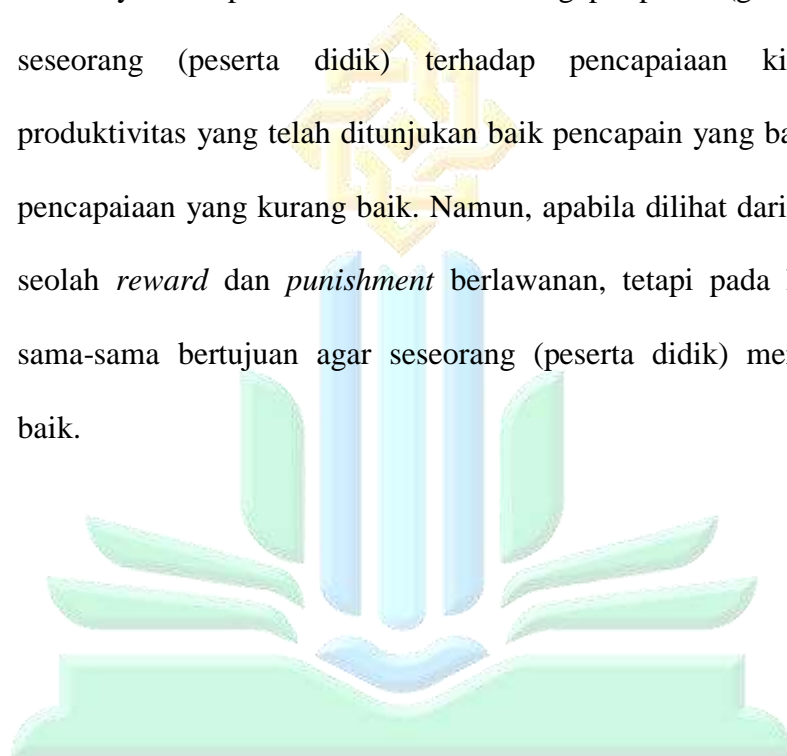 seseorang (peserta didik) terhadap pencapaiaan
produktivitas yang telah ditunjukan baik pencapain yang
pencapaiaan yang kurang baik. Namun, apabila dilihat dari
seolah reward dan punishment berlawanan, tetapi pada
sama-sama bertujuan agar seseorang (peserta didik)
baik.